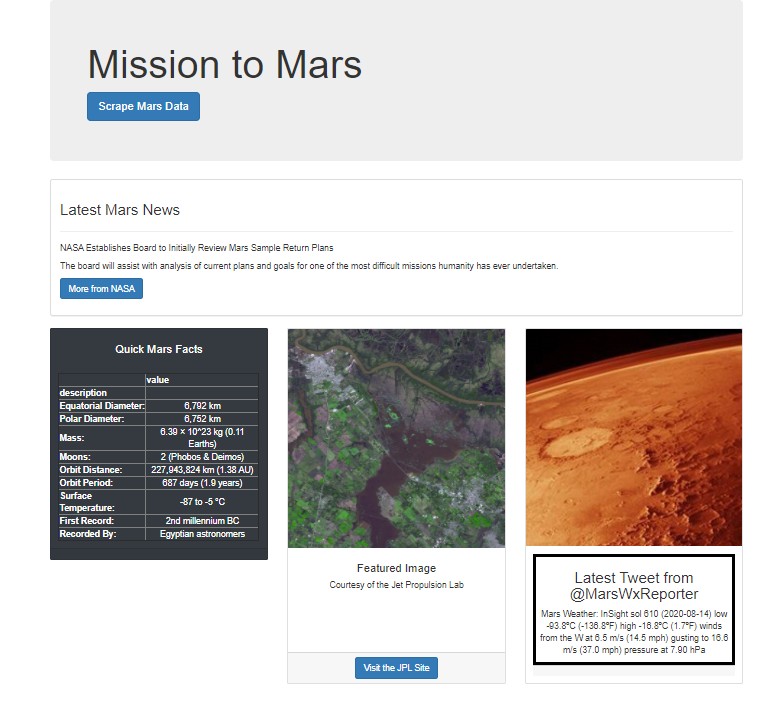 Mission to Mars
Scrape Mars Data
Latest Mars News
NASA Establishes Board to Initially Review Mars Sample Return Plans
The board will assist with analysis of current plans and goals for one of the most difficult missions humanity has ever undertaken.
More from NASA
Quick Mars Facts
value
description
Equatorial Diameter: 6,792 km
Polar Diameter: 6,752 km
Mass: 6.39 × 10^23 kg (0.11
Earths)
Moons: 2 (Phobos & Deimos)
Orbit Distance: 227,943,824 km (1.38 AU)
Orbit Period: 687 days (1.9 years)
Surface
Temperature: -87 to -5 °C
First Record: 2nd millennium BC
Recorded By: Egyptian astronomers
Featured Image
Courtesy of the Jet Propulsion Lab
Visit the JPL Site
Latest Tweet from
@MarsWxReporter
Mars Weather: InSight sol 610 (2020-08-14) low
-93.8ºC (-136.8ºF) high -16.8ºC (1.7ºF) winds
from the W at 6.5 m/s (14.5 mph) gusting to 16.6
m/s (37.0 mph) pressure at 7.90 hPa